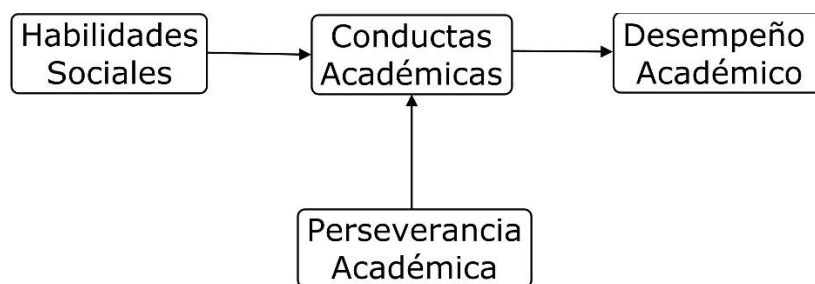 Habilidades
Sociales
Conductas
Académicas
Desempeño
Académico
Perseverancia
Académica